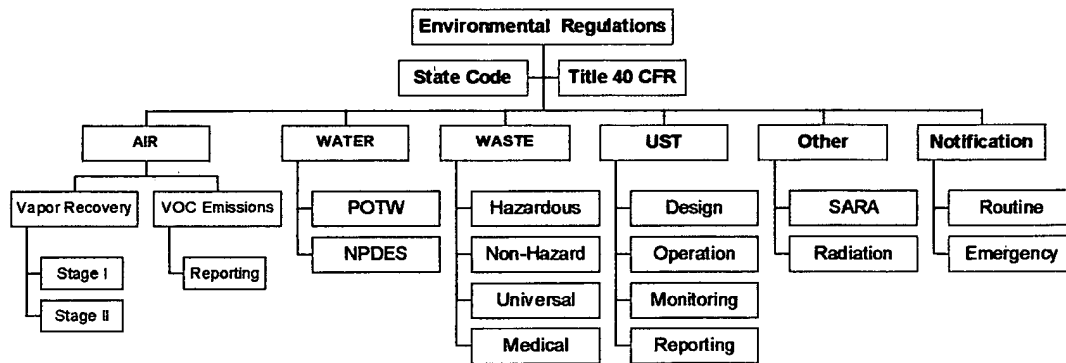 Environmental Regulations
State Code
Title 40 CFR
AIR
WATER
WASTE
UST
Other
Notification
Vapor Recovery
VOC Emissions
Stage I
Stage II
Reporting
POTW
NPDES
Hazardous
Non-Hazard
Universal
Medical
Design
Operation
Monitoring
Reporting
SARA
Radiation
Routine
Emergency